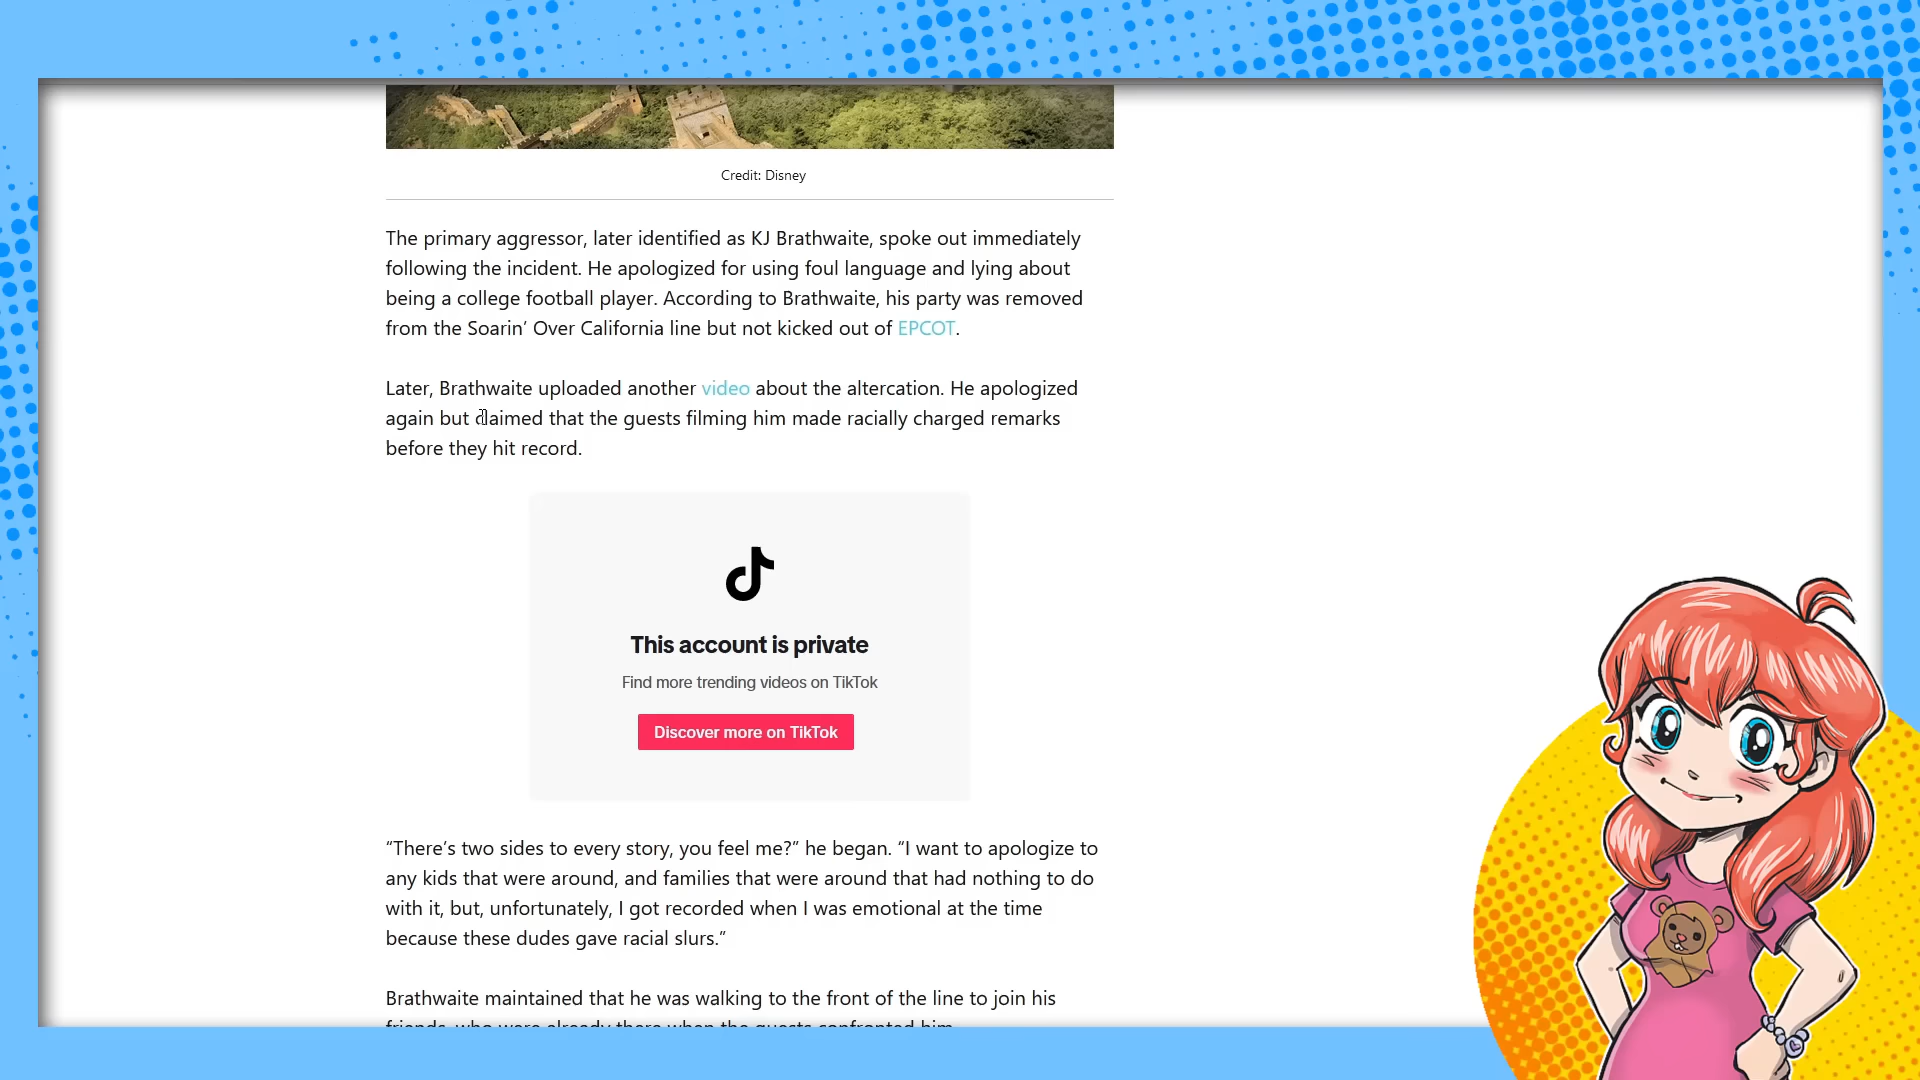 Credit: Disney
The primary aggressor, later identified as KJ Brathwaite, spoke out immediately
following the incident. He apologized for using foul language and lying about
being a college football player. According to Brathwaite, his party was removed
from the Soarin’ Over California line but not kicked out of EPCOT.
Later, Brathwaite uploaded another video about the altercation. He apologized
again but claimed that the guests filming him made racially charged remarks
before they hit record.
This account is private
Find more trending videos on TikTok
Discover more on TikTok
“There’s two sides to every story, you feel me?” he began. “I want to apologize to
any kids that were around, and families that were around that had nothing to do
with it, but, unfortunately, I got recorded when I was emotional at the time
because these dudes gave racial slurs.”
Brathwaite maintained that he was walking to the front of the line to join his
friends, who were already there when the guests confronted him.